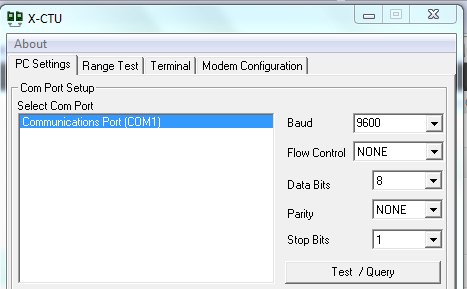 X-CTU
About
PC Settings Range Test Terminal Modem Configuration
Com Port Setup
Select Com Port
Communications Port (COM1)
Baud 9600
Flow Control NONE
Data Bits 8
Parity NONE
Stop Bits 1
Test / Query